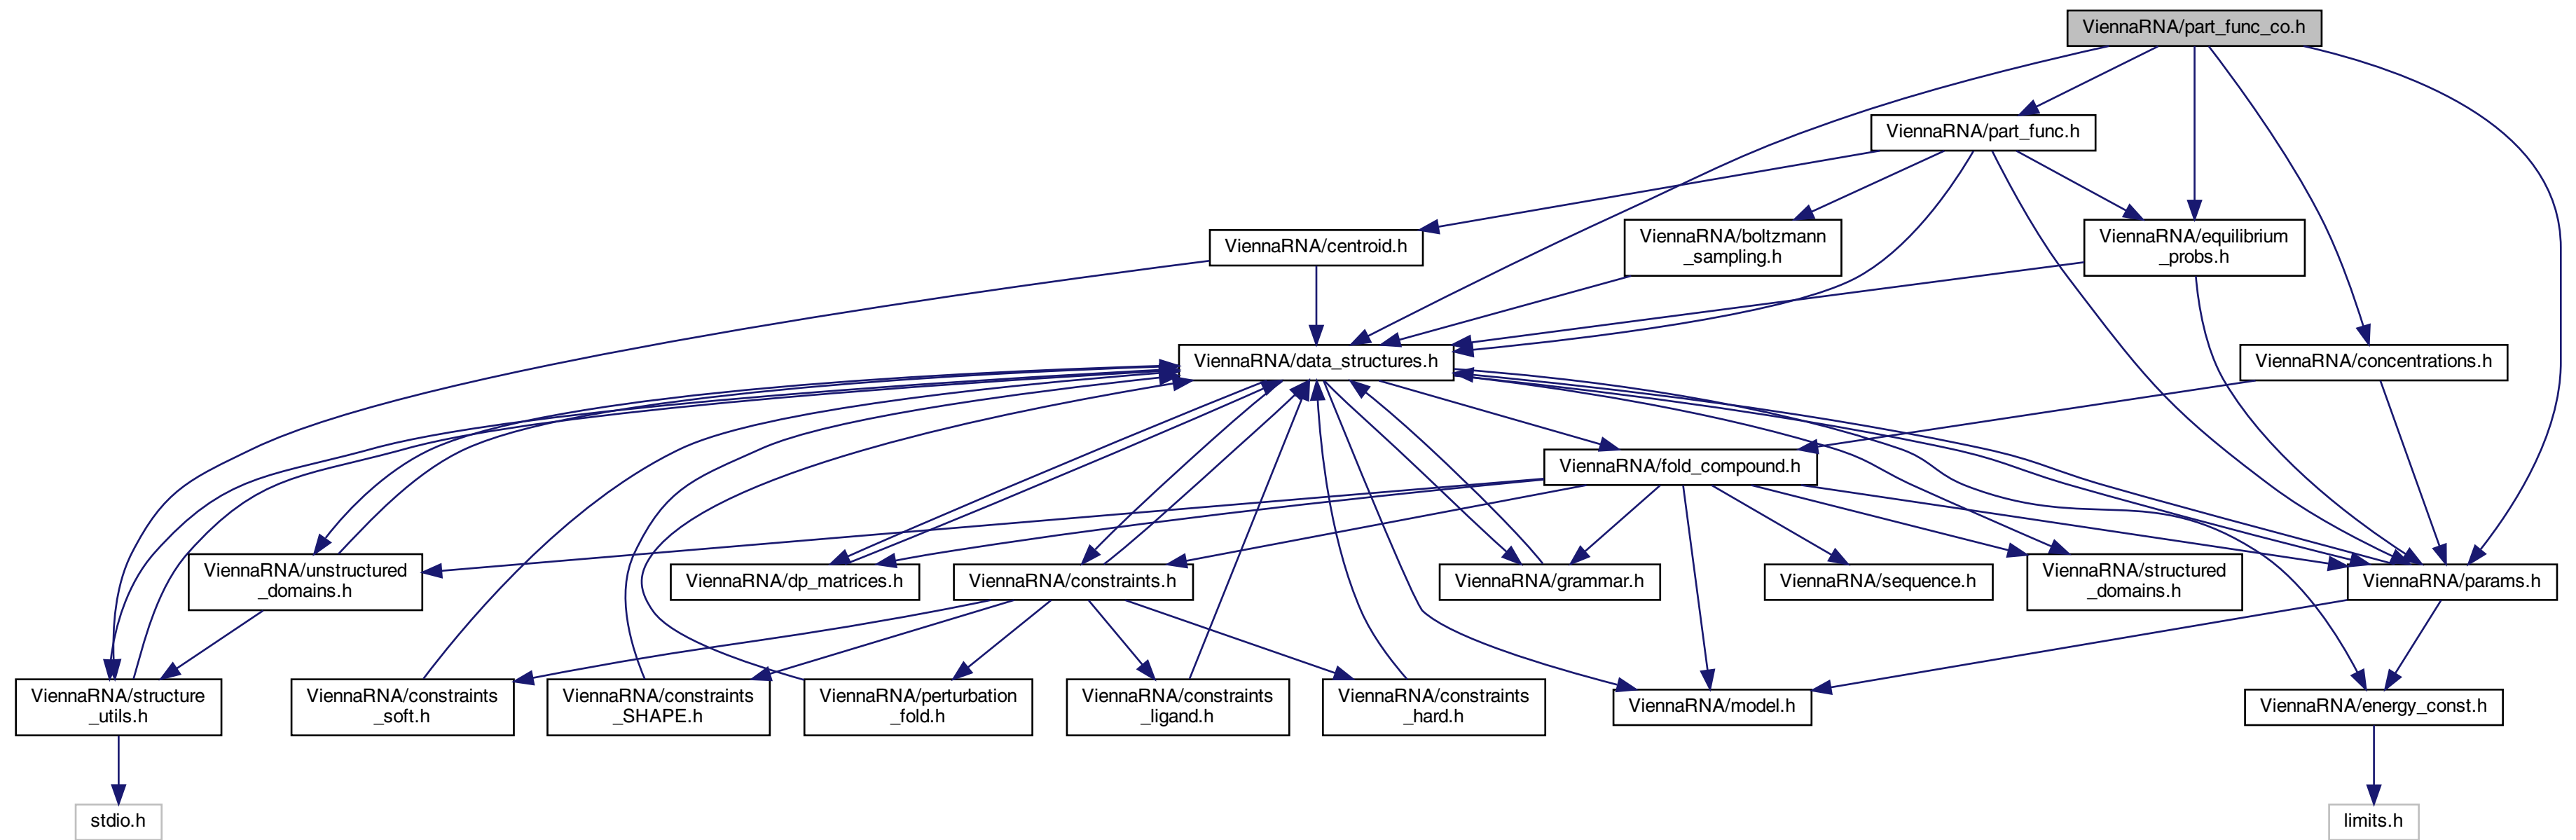 ViennaRNA/part_func_co.h
ViennaRNA/part_func.h
ViennaRNA/centroid.h
ViennaRNA/boltzmann
_sampling.h
ViennaRNA/equilibrium
_probs.h
ViennaRNA/data_structures.h
ViennaRNA/concentrations.h
ViennaRNA/fold_compound.h
ViennaRNA/unstructured
_domains.h
ViennaRNA/dp_matrices.h
ViennaRNA/constraints.h
ViennaRNA/grammar.h
ViennaRNA/sequence.h
ViennaRNA/structured
_domains.h
ViennaRNA/params.h
ViennaRNA/structure
_utils.h
ViennaRNA/constraints
_soft.h
ViennaRNA/constraints
_SHAPE.h
ViennaRNA/perturbation
_fold.h
ViennaRNA/constraints
_ligand.h
ViennaRNA/constraints
_hard.h
ViennaRNA/model.h
ViennaRNA/energy_const.h
stdio.h
limits.h